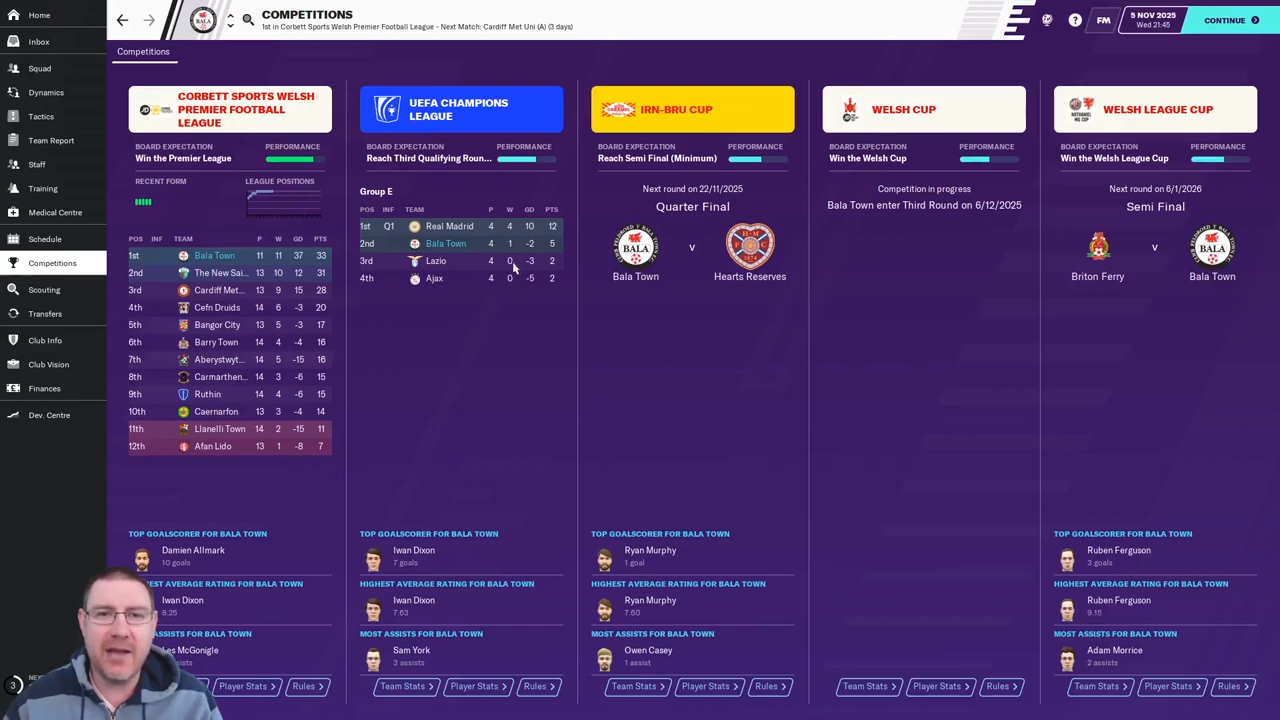 Home
Inbox
Squad
Dynamics
Tactics
Team Report
Staff
Training
Medical Centre
Schedule
Competitions
Scouting
Transfers
Club Info
Club Vision
Finances
Dev. Centre
COMPETITIONS
1st in Corbett Sports Welsh Premier Football League - Next Match: Cardiff Met Uni (A) (3 days)
? FM
5 NOV 2025
Wed 21:45
CONTINUE
Competitions
CORBETT SPORTS WELSH PREMIER FOOTBALL LEAGUE
BOARD EXPECTATION PERFORMANCE
Win the Premier League
RECENT FORM LEAGUE POSITIONS
POS INF TEAM P W GD PTS
1st Bala Town 11 11 37 33
2nd The New Sai... 13 10 12 31
3rd Cardiff Met... 13 9 15 28
4th Cefn Druids 14 6 -3 20
5th Bangor City 13 5 -3 17
6th Barry Town 14 4 -4 16
7th Aberystwyt... 14 5 -15 16
8th Carmarthen... 14 3 -6 15
9th Ruthin 14 4 -6 15
10th Caernarfon 13 3 -4 14
11th Llanelli Town 14 2 -15 11
12th Afan Lido 13 1 -8 7
TOP GOALSCORER FOR BALA TOWN
Damien Allmark
10 goals
HIGHEST AVERAGE RATING FOR BALA TOWN
Iwan Dixon
8.25
ASSISTS FOR BALA TOWN
Les McGonigle
assists
Player Stats Rules
UEFA CHAMPIONS LEAGUE
BOARD EXPECTATION PERFORMANCE
Reach Third Qualifying Roun...
Group E
POS INF TEAM P W GD PTS
1st Q1 Real Madrid 4 4 10 12
2nd Bala Town 4 1 -2 5
3rd Lazio 4 0 -3 2
4th Ajax 4 0 -5 2
TOP GOALSCORER FOR BALA TOWN
Iwan Dixon
7 goals
HIGHEST AVERAGE RATING FOR BALA TOWN
Iwan Dixon
7.63
MOST ASSISTS FOR BALA TOWN
Sam York
3 assists
Team Stats Player Stats Rules
IRN-BRU CUP
BOARD EXPECTATION PERFORMANCE
Reach Semi Final (Minimum)
Next round on 22/11/2025
Quarter Final
v
Bala Town Hearts Reserves
TOP GOALSCORER FOR BALA TOWN
Ryan Murphy
1 goal
HIGHEST AVERAGE RATING FOR BALA TOWN
Ryan Murphy
7.60
MOST ASSISTS FOR BALA TOWN
Owen Casey
1 assist
Team Stats Player Stats Rules
WELSH CUP
BOARD EXPECTATION PERFORMANCE
Win the Welsh Cup
Competition in progress
Bala Town enter Third Round on 6/12/2025
Team Stats Player Stats Rules
WELSH LEAGUE CUP
BOARD EXPECTATION PERFORMANCE
Win the Welsh League Cup
Next round on 6/1/2026
Semi Final
v
Briton Ferry Bala Town
TOP GOALSCORER FOR BALA TOWN
Ruben Ferguson
3 goals
HIGHEST AVERAGE RATING FOR BALA TOWN
Ruben Ferguson
9.15
MOST ASSISTS FOR BALA TOWN
Adam Morrice
2 assists
Team Stats Player Stats Rules
3